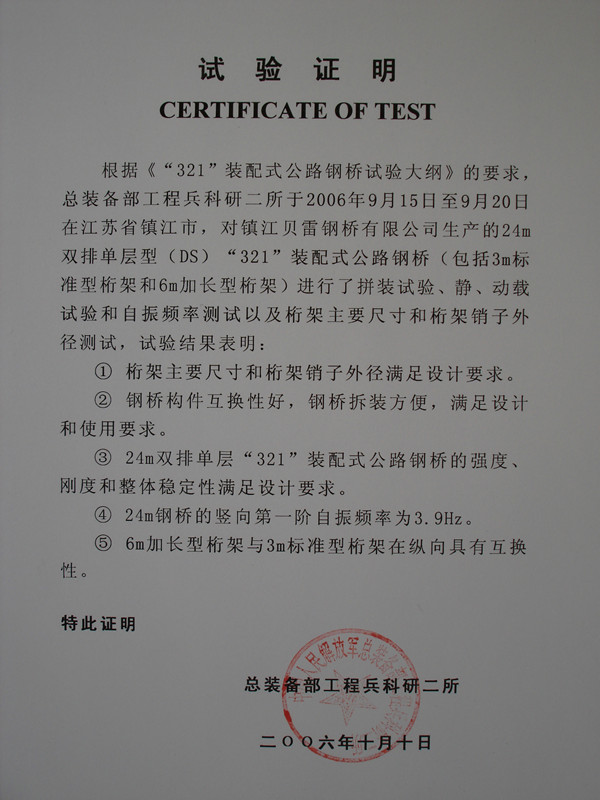 试验证明
CERTIFICATE OF TEST
根据《“321”装配式公路钢桥试验大纲》的要求，
总装备部工程兵科研二所于2006年9月15日至9月20日
在江苏省镇江市，对镇江贝雷钢桥有限公司生产的24m
双排单层型（DS）“321”装配式公路钢桥（包括3m标
准型桁架和6m加长型桁架）进行了拼装试验、静、动载
试验和自振频率测试以及桁架主要尺寸和桁架销子外
径测试，试验结果表明：
① 桁架主要尺寸和桁架销子外径满足设计要求。
② 钢桥构件互换性好，钢桥拆装方便，满足设计
和使用要求。
③ 24m双排单层“321”装配式公路钢桥的强度、
刚度和整体稳定性满足设计要求。
④ 24m钢桥的竖向第一阶自振频率为3.9Hz。
⑤ 6m加长型桁架与3m标准型桁架在纵向具有互换
性。
特此证明
人民解放军总装备
总装备部工程兵科研二所
二〇〇六年十月十日